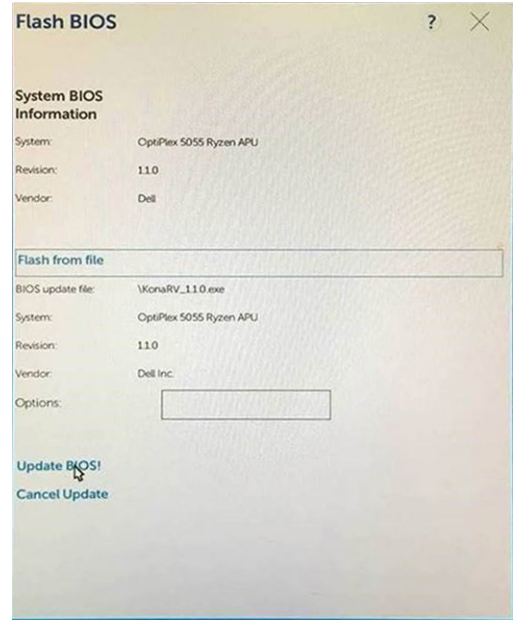 Flash BIOS ?
System BIOS
Information
System: OptiPlex 5055 Ryzen APU
Revision: 1.1.0
Vendor: Dell
Flash from file
BIOS update file: \KonaRV_1.1.0.exe
System: OptiPlex 5055 Ryzen APU
Revision: 1.1.0
Vendor: Dell Inc.
Options:
Update BIOS!
Cancel Update